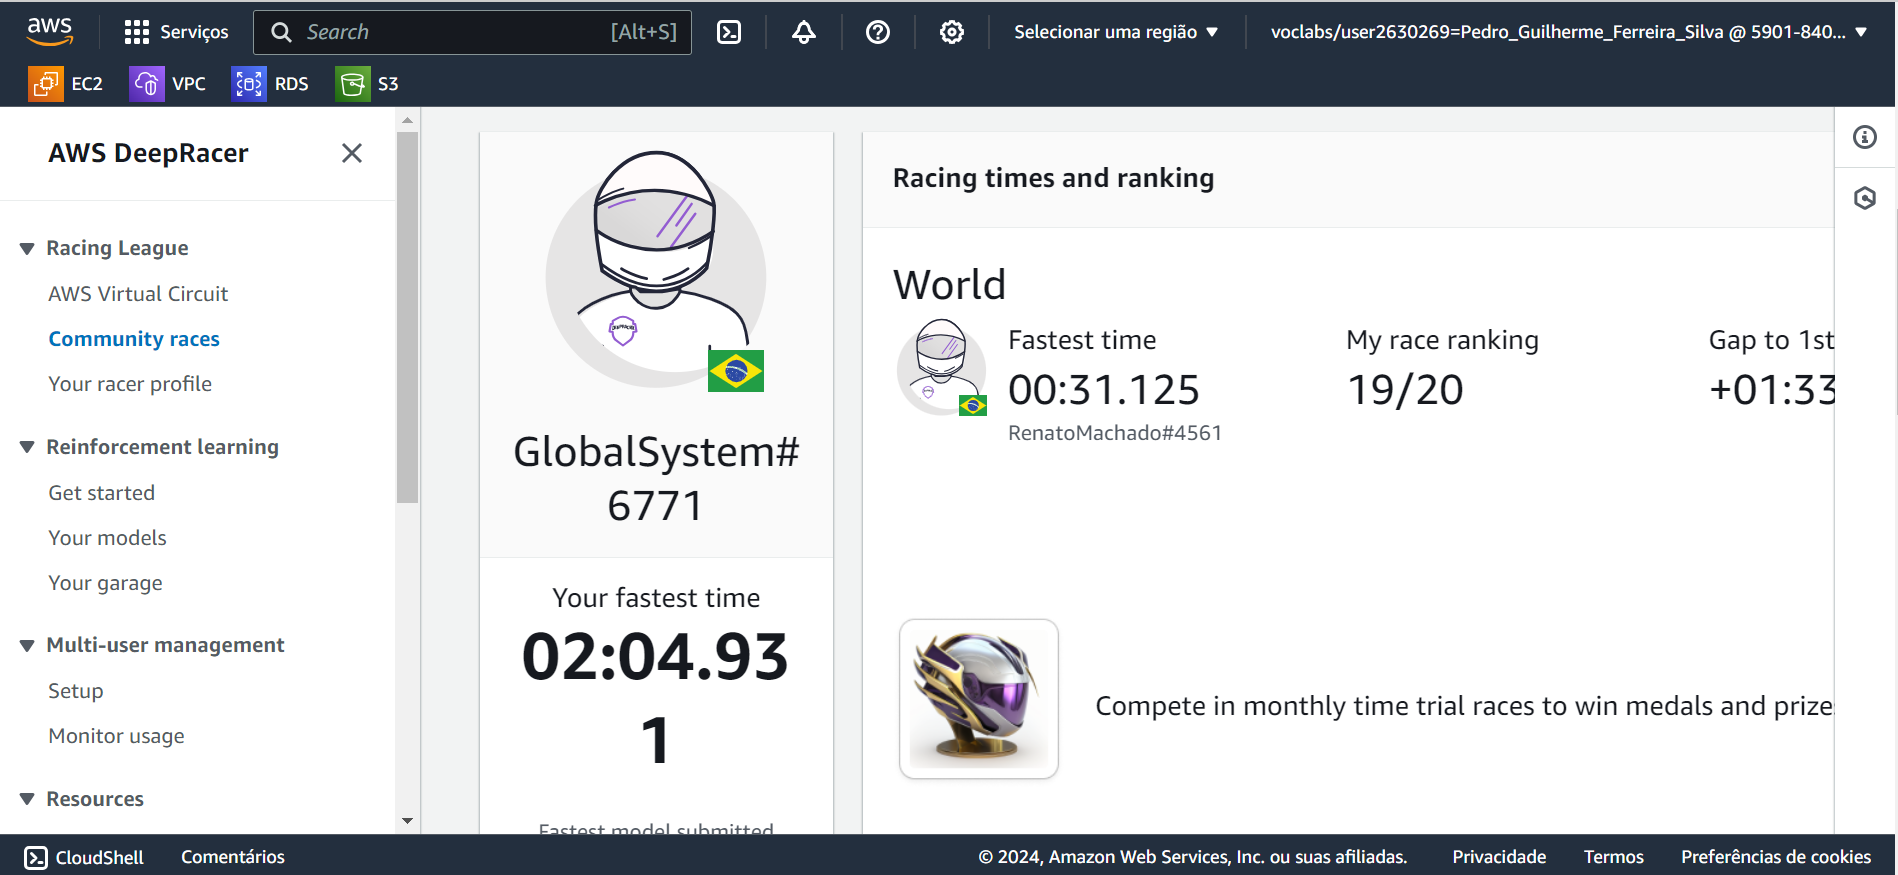 aws
Serviços
Search [Alt+S]
Selecionar uma região
voclabs/user2630269=Pedro_Guilherme_Ferreira_Silva @ 5901-840...
EC2
VPC
RDS
S3
AWS DeepRacer
Racing League
AWS Virtual Circuit
Community races
Your racer profile
Reinforcement learning
Get started
Your models
Your garage
Multi-user management
Setup
Monitor usage
Resources
GlobalSystem#
6771
Your fastest time
02:04.93
1
Fastest model submitted
Racing times and ranking
World
Fastest time
00:31.125
RenatoMachado#4561
My race ranking
19/20
Gap to 1st
+01:33
Compete in monthly time trial races to win medals and prizes
CloudShell
Comentários
© 2024, Amazon Web Services, Inc. ou suas afiliadas.
Privacidade
Termos
Preferências de cookies